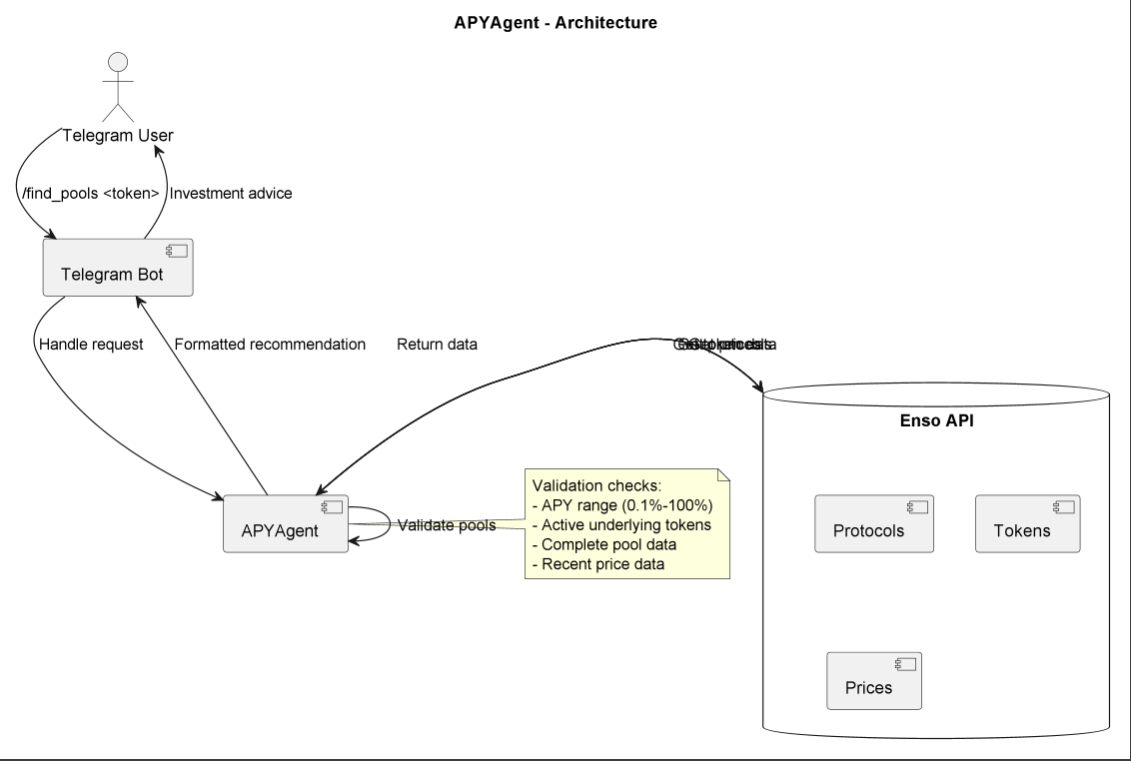 APYAgent - Architecture
Telegram User
/find_pools <token>
Investment advice
Telegram Bot
Handle request
Formatted recommendation
Return data
Enso API
Validation checks:
- APY range (0.1%-100%)
- Active underlying tokens
- Complete pool data
- Recent price data
APYAgent
Validate pools
Protocols
Tokens
Prices